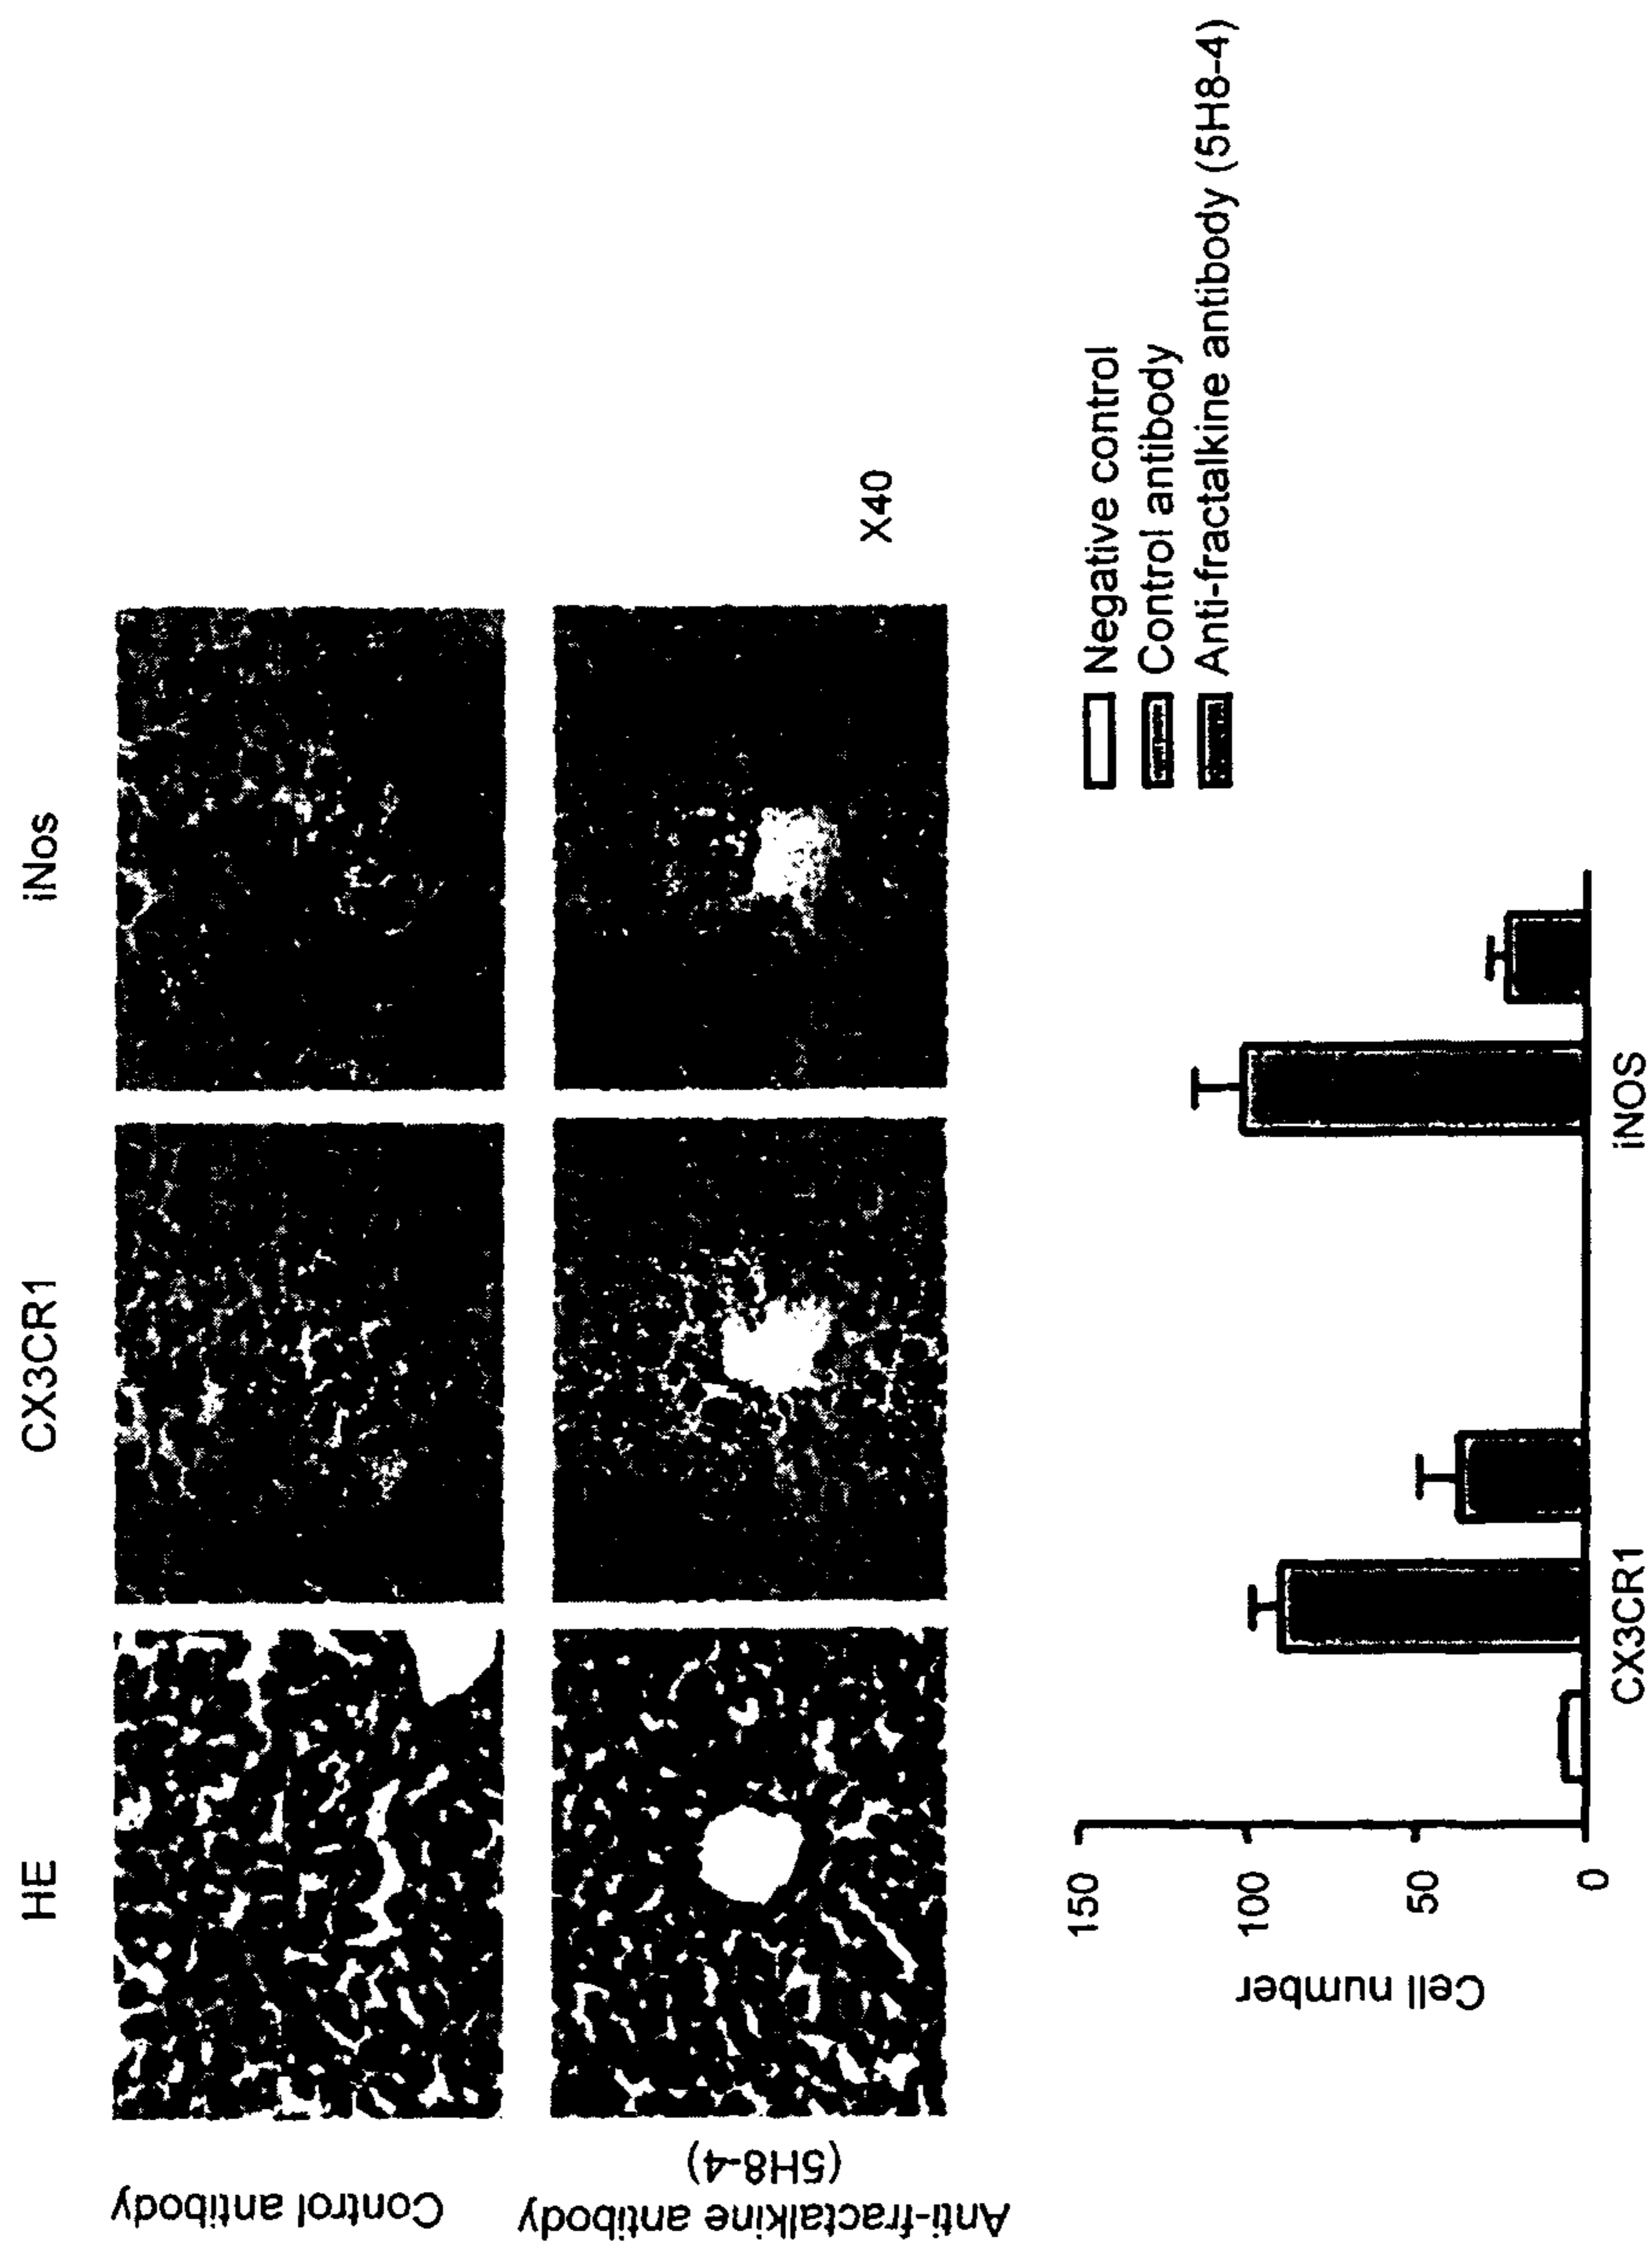 HE
CX3CR1
iNos
Control antibody
Anti-fractalkine antibody
(5H8-4)
X40
Negative control
Control antibody
Anti-fractalkine antibody (5H8-4)
Cell number
150
100
50
0
CX3CR1
iNOS